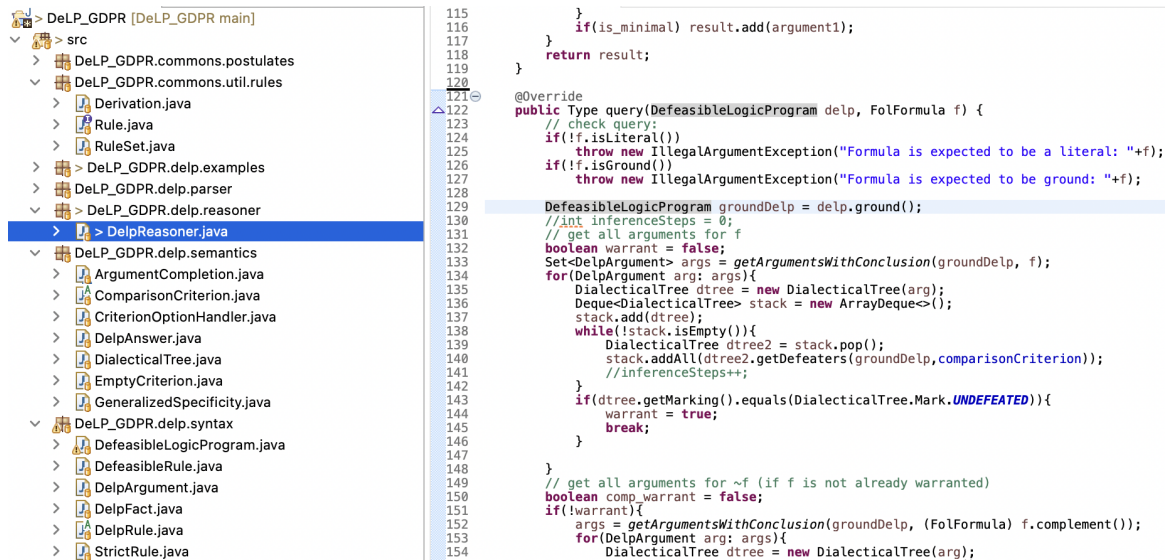 DeLP_GDPR [DeLP_GDPR main]
src
DeLP_GDPR.commons.postulates
DeLP_GDPR.commons.util.rules
Derivation.java
Rule.java
RuleSet.java
> DeLP_GDPR.delp.examples
DeLP_GDPR.delp.parser
> DeLP_GDPR.delp.reasoner
> DelpReasoner.java
DeLP_GDPR.delp.semantics
ArgumentCompletion.java
ComparisonCriterion.java
CriterionOptionHandler.java
DelpAnswer.java
DialecticalTree.java
EmptyCriterion.java
GeneralizedSpecificity.java
DeLP_GDPR.delp.syntax
DefeasibleLogicProgram.java
DefeasibleRule.java
DelpArgument.java
DelpFact.java
DelpRule.java
StrictRule.java
115 }
116 if(is_minimal) result.add(argument1);
117 }
118 return result;
119 }
120
121 @Override
122 public Type query(DefeasibleLogicProgram delp, FolFormula f) {
123 // check query:
124 if(!f.isLiteral())
125 throw new IllegalArgumentException("Formula is expected to be a literal: "+f);
126 if(!f.isGround())
127 throw new IllegalArgumentException("Formula is expected to be ground: "+f);
128
129 DefeasibleLogicProgram groundDelp = delp.ground();
130 //int inferenceSteps = 0;
131 // get all arguments for f
132 boolean warrant = false;
133 Set<DelpArgument> args = getArgumentsWithConclusion(groundDelp, f);
134 for(DelpArgument arg: args){
135 DialecticalTree dtree = new DialecticalTree(arg);
136 Deque<DialecticalTree> stack = new ArrayDeque<>();
137 stack.add(dtree);
138 while(!stack.isEmpty()){
139 DialecticalTree dtree2 = stack.pop();
140 stack.addAll(dtree2.getDefeaters(groundDelp,comparisonCriterion));
141 //inferenceSteps++;
142 }
143 if(dtree.getMarking().equals(DialecticalTree.Mark.UNDEFEATED)){
144 warrant = true;
145 break;
146 }
147
148 }
149 // get all arguments for ~f (if f is not already warranted)
150 boolean comp_warrant = false;
151 if(!warrant){
152 args = getArgumentsWithConclusion(groundDelp, (FolFormula) f.complement());
153 for(DelpArgument arg: args){
154 DialecticalTree dtree = new DialecticalTree(arg);